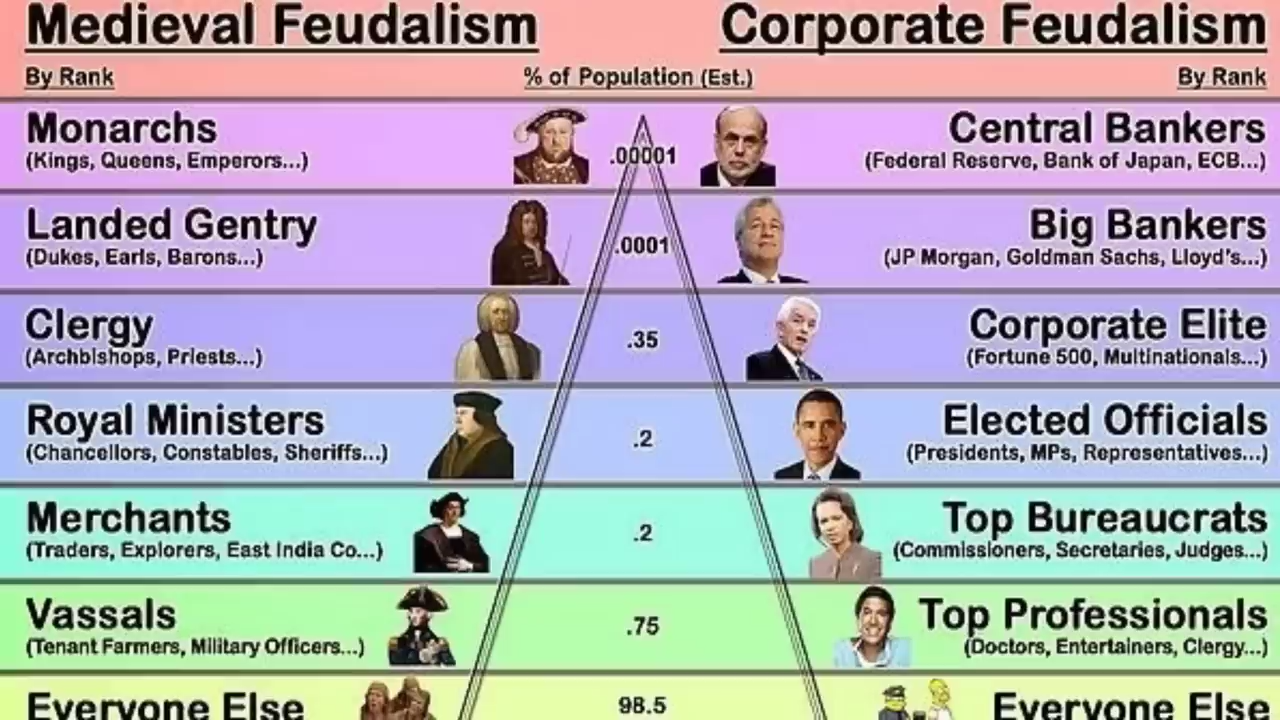 Medieval Feudalism
Corporate Feudalism
By Rank
% of Population (Est.)
By Rank
Monarchs
(Kings, Queens, Emperors...)
.00001
Central Bankers
(Federal Reserve, Bank of Japan, ECB...)
Landed Gentry
(Dukes, Earls, Barons...)
.0001
Big Bankers
(JP Morgan, Goldman Sachs, Lloyd's...)
Clergy
(Archbishops, Priests...)
.35
Corporate Elite
(Fortune 500, Multinationals...)
Royal Ministers
(Chancellors, Constables, Sheriffs...)
.2
Elected Officials
(Presidents, MPs, Representatives...)
Merchants
(Traders, Explorers, East India Co...)
.2
Top Bureaucrats
(Commissioners, Secretaries, Judges...)
Vassals
(Tenant Farmers, Military Officers...)
.75
Top Professionals
(Doctors, Entertainers, Clergy...)
Everyone Else
98.5
Everyone Else